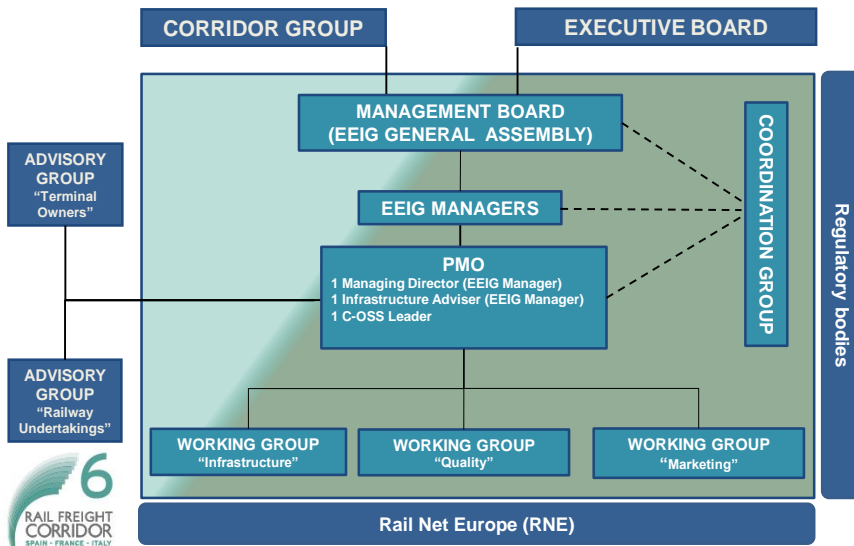 CORRIDOR GROUP
EXECUTIVE BOARD
MANAGEMENT BOARD
(EEIG GENERAL ASSEMBLY)
COORDINATION GROUP
Regulatory bodies
ADVISORY
GROUP
“Terminal
Owners”
EEIG MANAGERS
PMO
1 Managing Director (EEIG Manager)
1 Infrastructure Adviser (EEIG Manager)
1 C-OSS Leader
ADVISORY
GROUP
“Railway
Undertakings”
WORKING GROUP
“Infrastructure”
WORKING GROUP
“Quality”
WORKING GROUP
“Marketing”
6
RAIL FREIGHT
CORRIDOR
SPAIN - FRANCE - ITALY
Rail Net Europe (RNE)